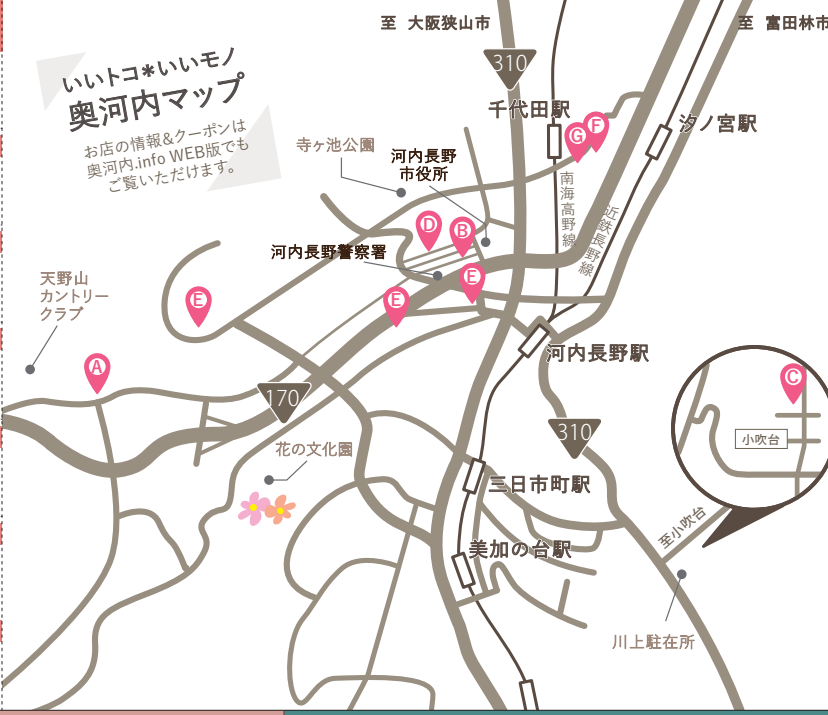 至 大阪狭山市
至 富田林市
いいトコ*いいモノ
奥河内マップ
お店の情報&クーポンは
奥河内.info WEB版でも
ご覧いただけます。
310
千代田駅
G
F
汐ノ宮駅
寺ヶ池公園
河内長野
市役所
南海高野線
近鉄長野線
D
B
河内長野警察署
E
E
E
天野山
カントリー
クラブ
A
河内長野駅
170
C
310
小吹台
花の文化園
三日市町駅
至小吹台
美加の台駅
川上駐在所